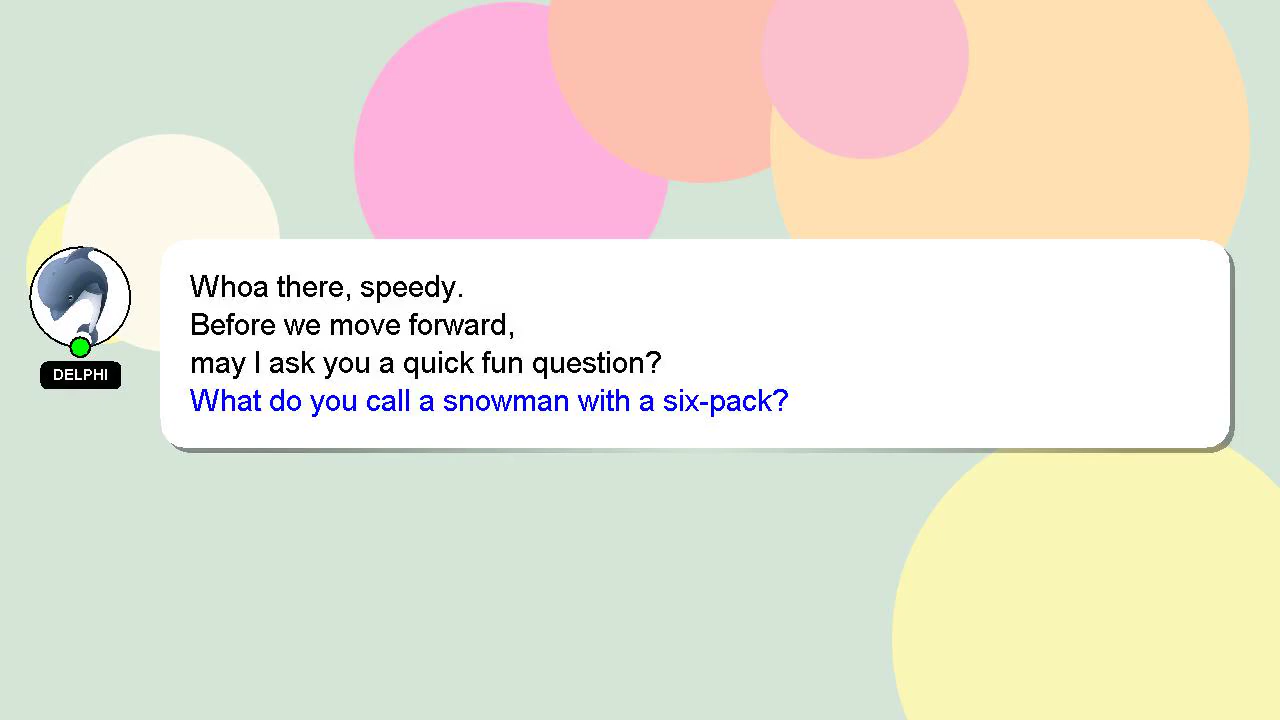 Whoa there, speedy.
Before we move forward,
may I ask you a quick fun question?
What do you call a snowman with a six-pack?
DELPHI